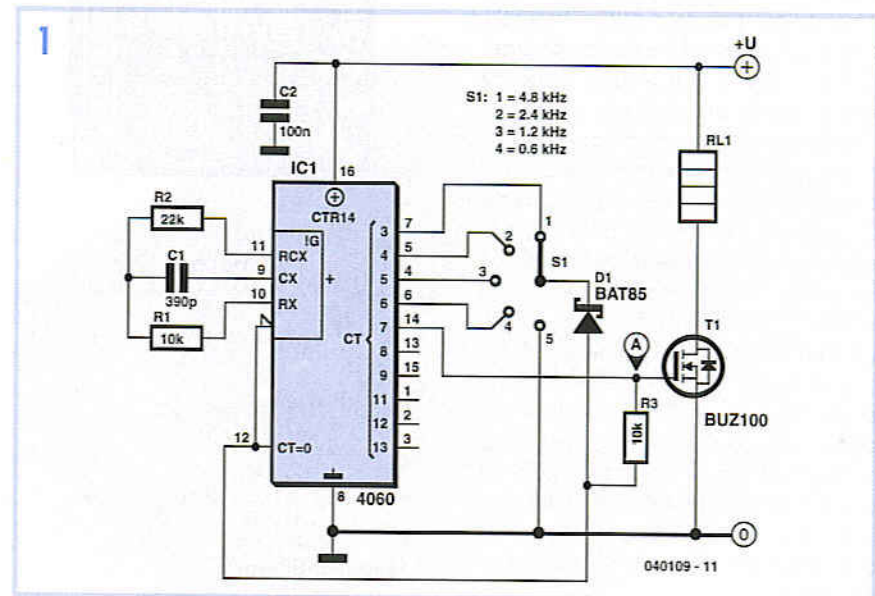 1
+U
C2
100n
S1: 1 = 4.8 kHz
2 = 2.4 kHz
3 = 1.2 kHz
4 = 0.6 kHz
RL1
IC1
16
CTR14
R2
22k
11
!G
RCX
C1
390p
9
CX
+
10
RX
R1
10k
3
7
4
5
5
4
6
6
7
14
CT
8
13
9
15
11
1
12
2
13
3
1
2
3
4
5
S1
D1
BAT85
A
T1
R3
10k
BUZ100
12
CT=0
8
4060
0
040109 - 11